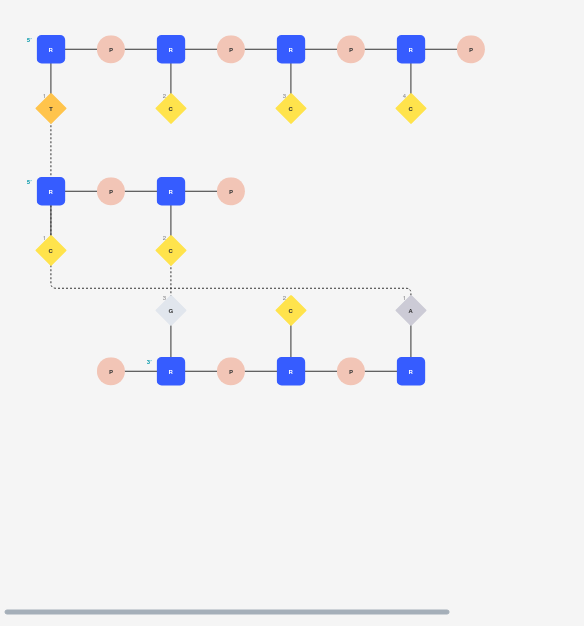 5' R P R P R P R P
1 2 3 4
T C C C
5' R P R P
1 2
C C
3 2 1
G C A
3'
P R P R P R